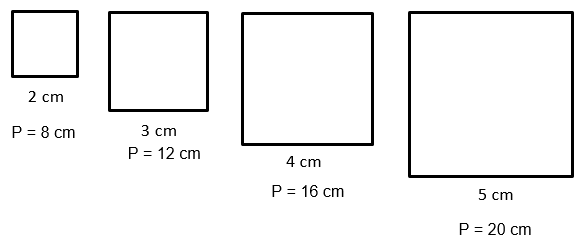 2 cm
P = 8 cm
3 cm
P = 12 cm
4 cm
P = 16 cm
5 cm
P = 20 cm